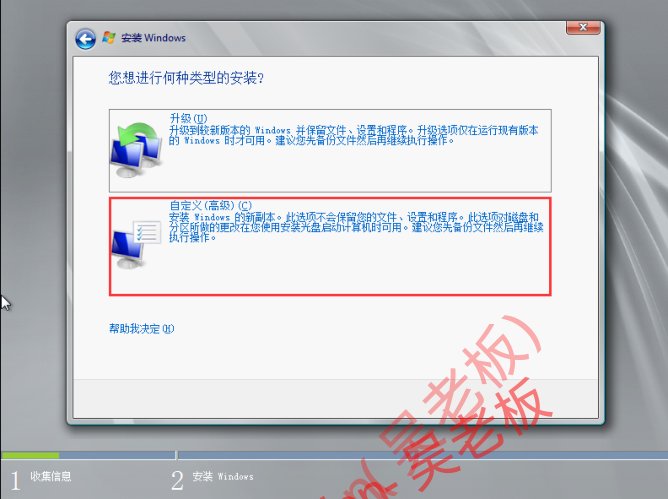 安装 Windows
您想进行何种类型的安装?
升级(U)
升级到较新版本的 Windows 并保留文件、设置和程序。升级选项仅在运行现有版本
的 Windows 时才可用。建议您先备份文件然后再继续执行操作。
自定义(高级)(C)
安装 Windows 的新副本。此选项不会保留您的文件、设置和程序。此选项对磁盘和
分区所做的更改在您使用安装光盘启动计算机时可用。建议您先备份文件然后再继续
执行操作。
帮助我决定(H)
吴老板)
吴老板
1 收集信息
2 安装 Windows